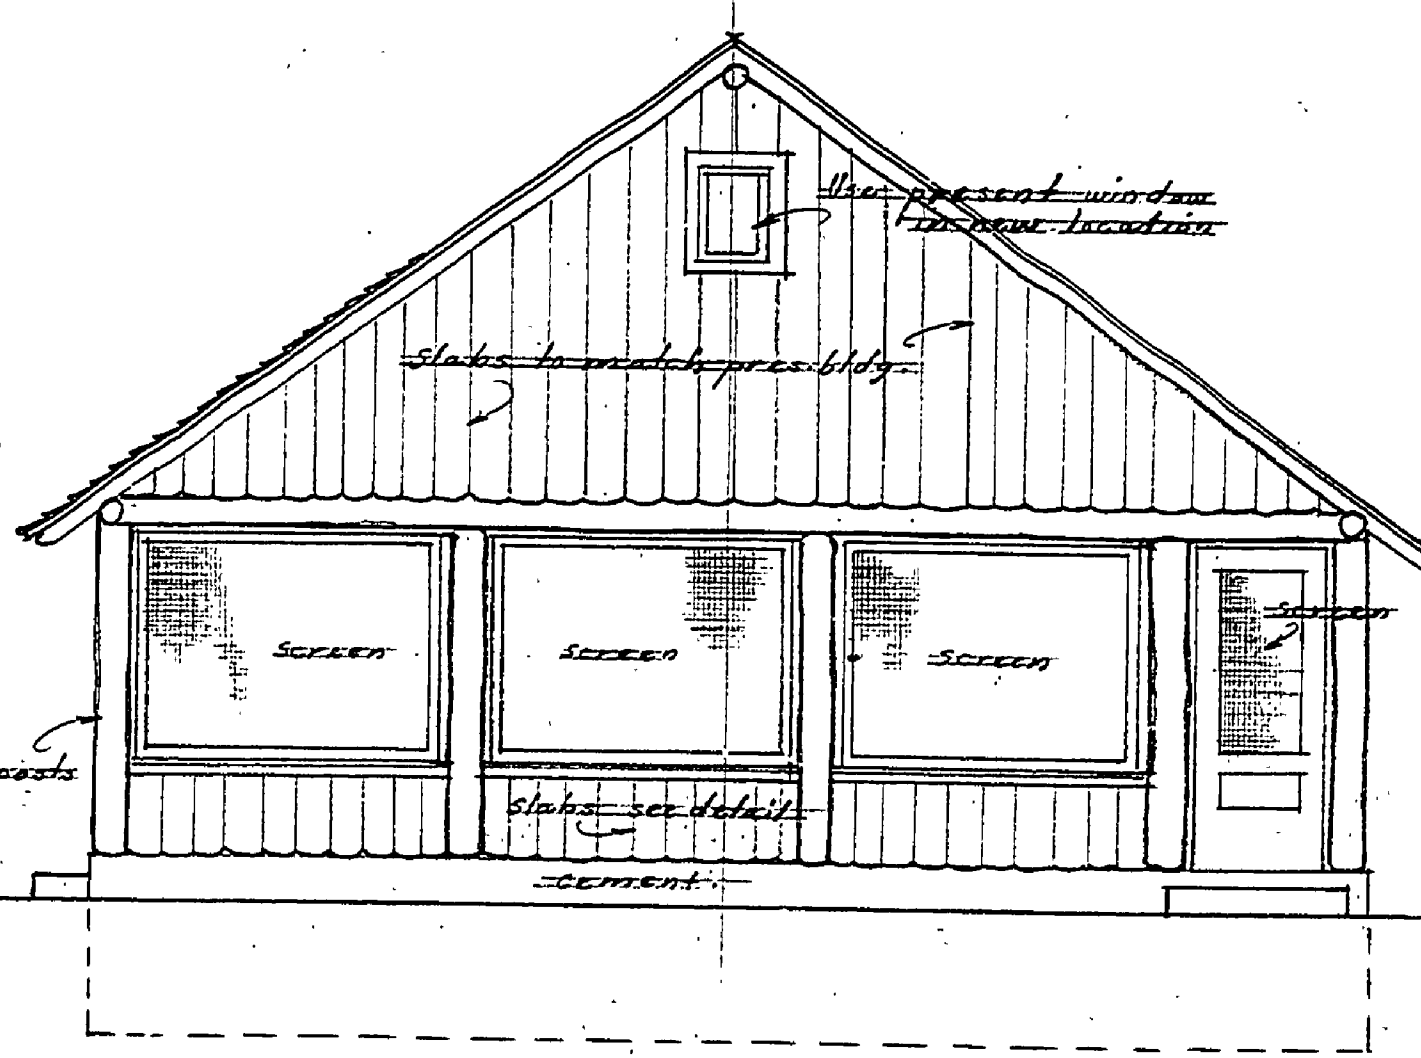 Use present window
in new location
Slabs to match pres. bldg.
screen
screen
screen
screen
posts
slabs see detail
cement.